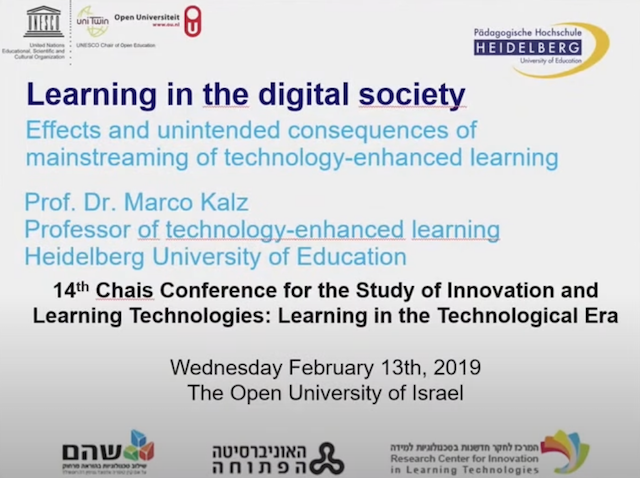 United Nations
Educational, Scientific and
Cultural Organization
uni Twin
UNESCO Chair of Open Education
Open Universiteit
www.ou.nl
Pädagogische Hochschule
HEIDELBERG
University of Education
Learning in the digital society
Effects and unintended consequences of
mainstreaming of technology-enhanced learning
Prof. Dr. Marco Kalz
Professor of technology-enhanced learning
Heidelberg University of Education
14th Chais Conference for the Study of Innovation and
Learning Technologies: Learning in the Technological Era
Wednesday February 13th, 2019
The Open University of Israel
שהם
שילוב טכנולוגיות בהוראה מרחוק
האוניברסיטה
הפתוחה
המרכז לחקר חדשנות בטכנולוגיות למידה
Research Center for Innovation
in Learning Technologies